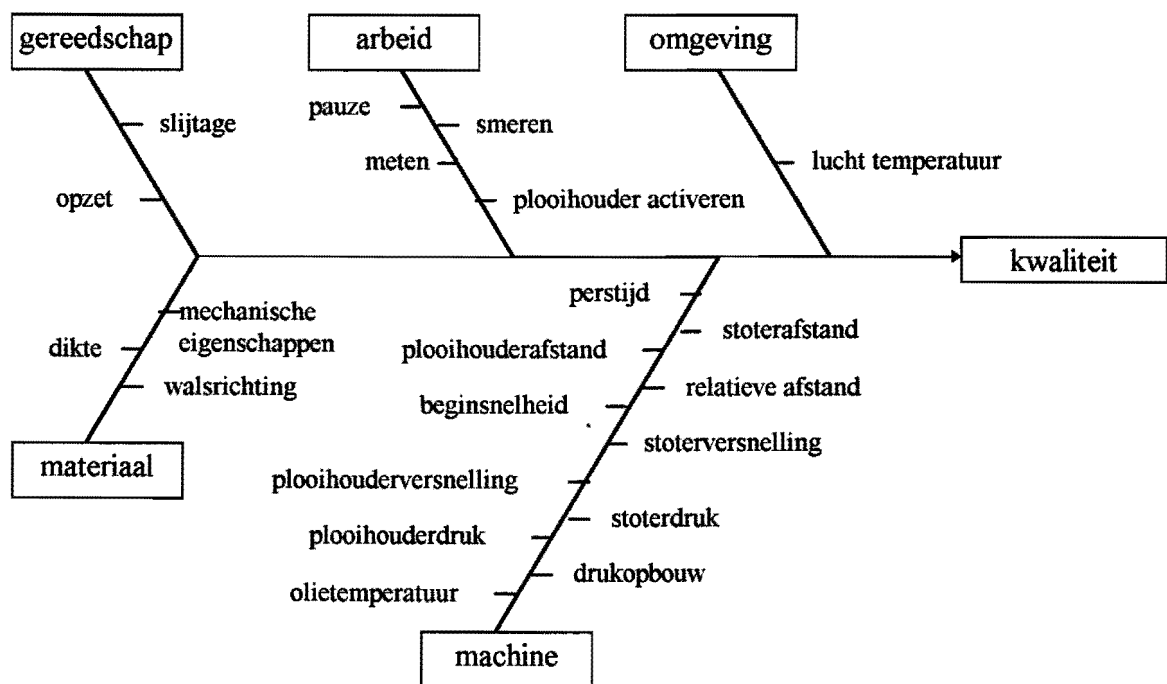 gereedschap
arbeid
omgeving
pauze
slijtage
smeren
meten
lucht temperatuur
opzet
plooihouder activeren
kwaliteit
perstijd
mechanische
eigenschappen
stoterafstand
dikte
plooihouderafstand
walsrichting
relatieve afstand
beginsnelheid
stoterversnelling
materiaal
plooihouderversnelling
stoterdruk
plooihouderdruk
drukopbouw
olietemperatuur
machine